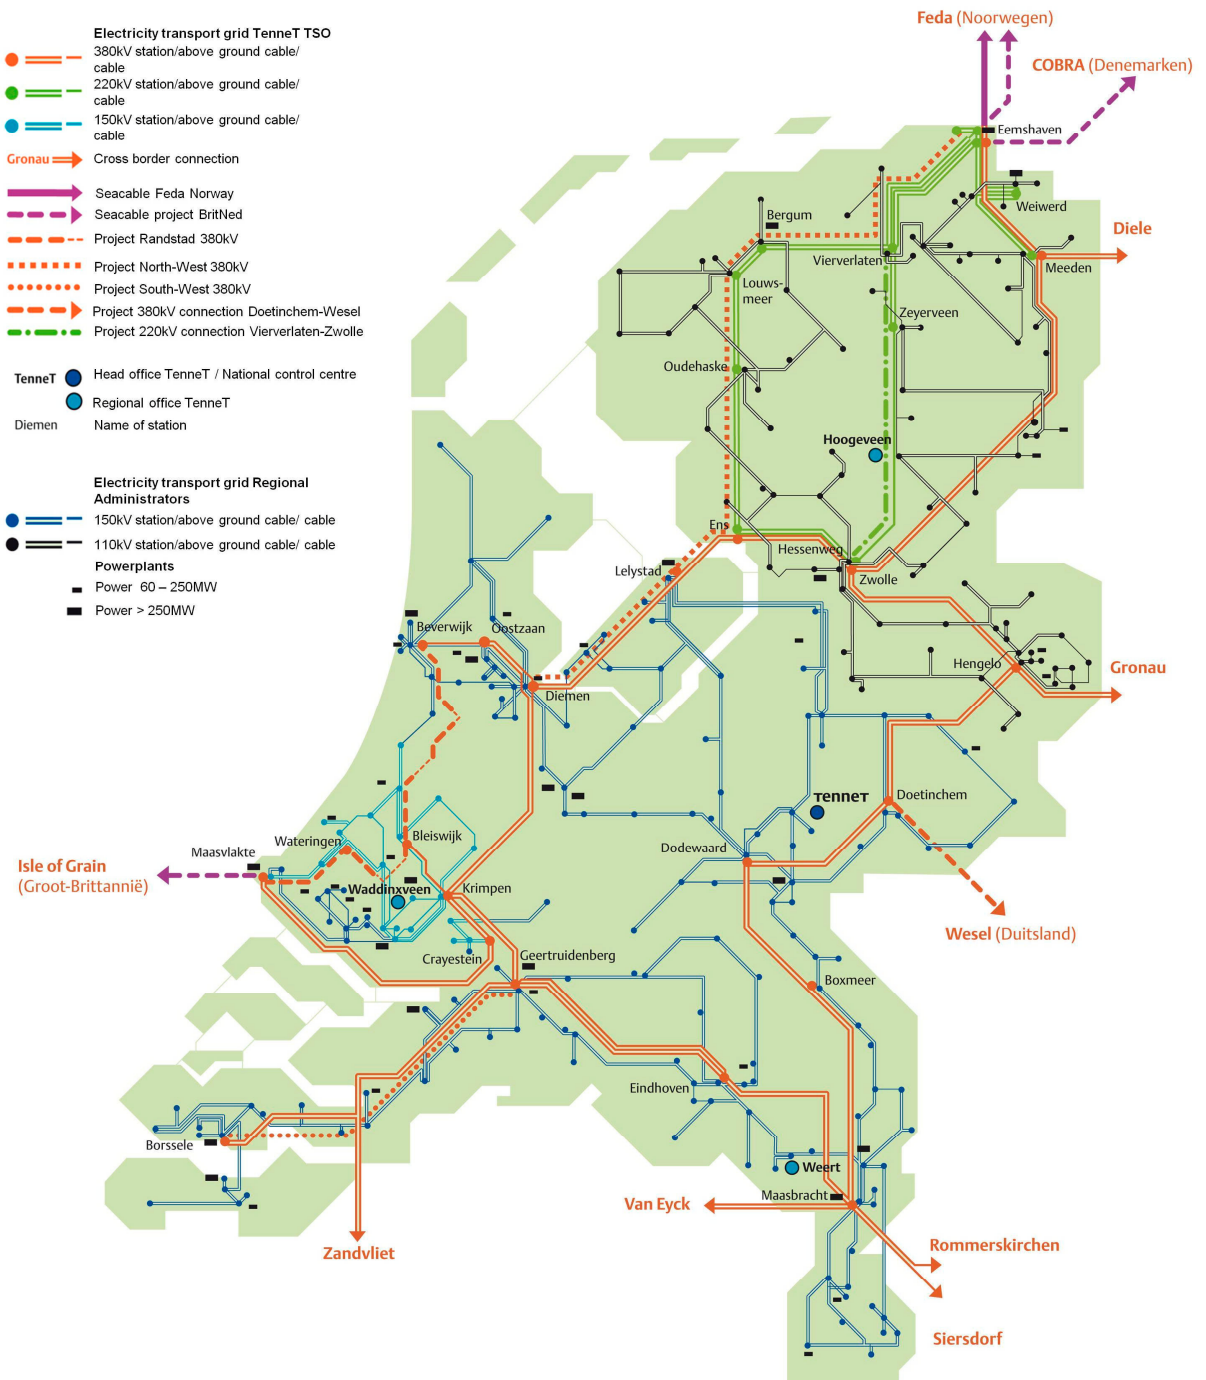 Electricity transport grid TenneT TSO
380kV station/above ground cable/
cable
220kV station/above ground cable/
cable
150kV station/above ground cable/
cable
Gronau
Cross border connection
Seacable Feda Norway
Seacable project BritNed
Project Randstad 380kV
Project North-West 380kV
Project South-West 380kV
Project 380kV connection Doetinchem-Wesel
Project 220kV connection Vierverlaten-Zwolle
TenneT
Head office TenneT / National control centre
Regional office TenneT
Diemen
Name of station
Electricity transport grid Regional
Administrators
150kV station/above ground cable/ cable
110kV station/above ground cable/ cable
Powerplants
Power 60 – 250MW
Power > 250MW
Feda (Noorwegen)
COBRA (Denemarken)
Eemshaven
Weiwerd
Bergum
Diele
Vierverlaten
Meeden
Louws-
meer
Zeyerveen
Oudehaske
Hoogeveen
Ens
Hessenweg
Lelystad
Zwolle
Beverwijk
Oostzaan
Hengelo
Gronau
Diemen
TenneT
Doetinchem
Wateringen
Bleiswijk
Maasvlakte
Dodewaard
Isle of Grain
(Groot-Brittannië)
Waddinxveen
Krimpen
Wesel (Duitsland)
Crayestein
Geertruidenberg
Boxmeer
Eindhoven
Borssele
Weert
Maasbracht
Van Eyck
Zandvliet
Rommerskirchen
Siersdorf